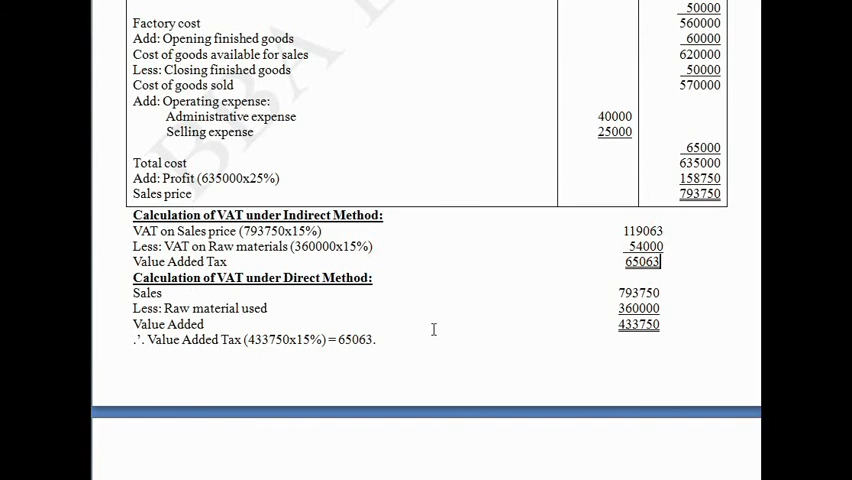 50000
Factory cost 560000
Add: Opening finished goods 60000
Cost of goods available for sales 620000
Less: Closing finished goods 50000
Cost of goods sold 570000
Add: Operating expense:
Administrative expense 40000
Selling expense 25000
65000
Total cost 635000
Add: Profit (635000x25%) 158750
Sales price 793750
Calculation of VAT under Indirect Method:
VAT on Sales price (793750x15%) 119063
Less: VAT on Raw materials (360000x15%) 54000
Value Added Tax 65063
Calculation of VAT under Direct Method:
Sales 793750
Less: Raw material used 360000
Value Added 433750
.’. Value Added Tax (433750x15%) = 65063.